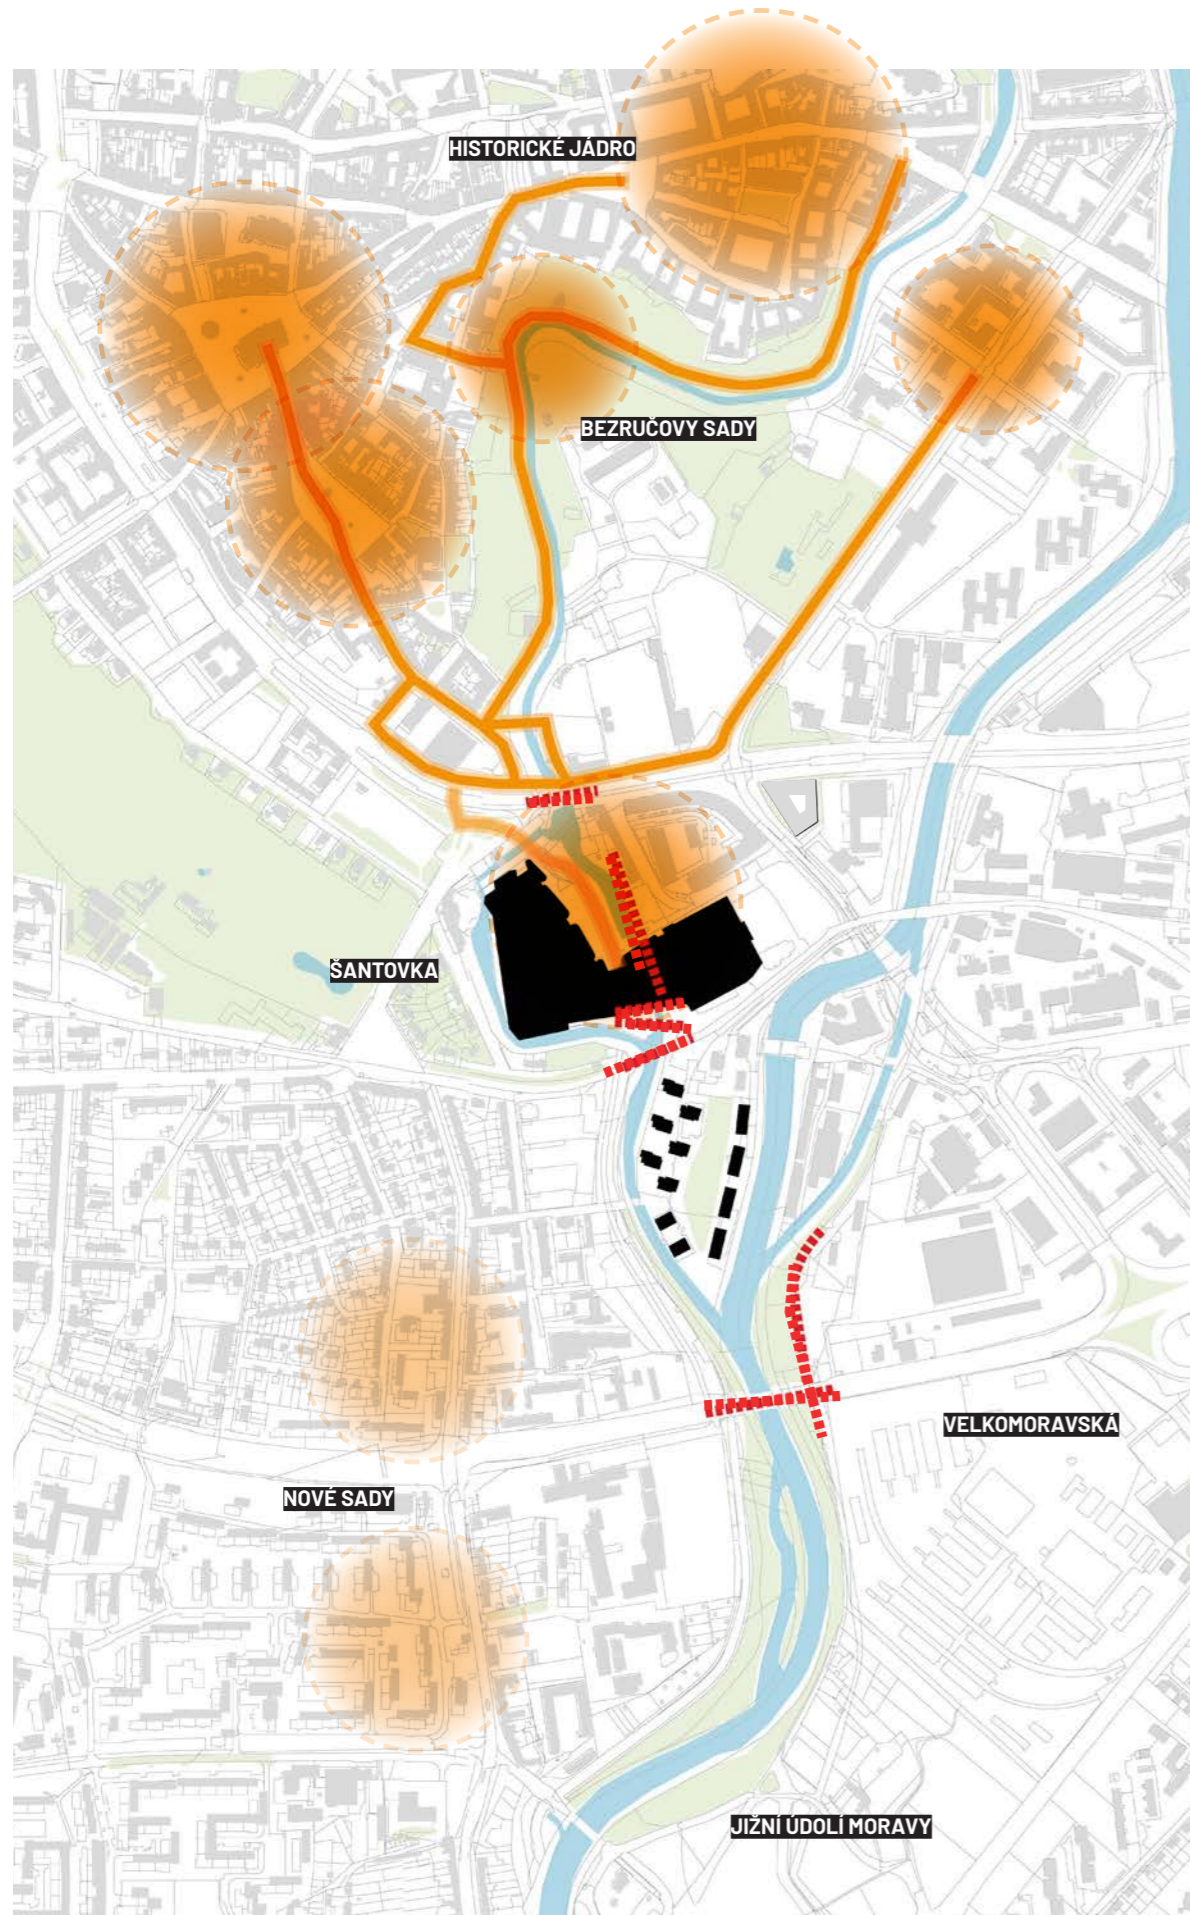 HISTORICKÉ JÁDRO
BEZRUČOVY SADY
ŠANTOVKA
VELKOMORAVSKÁ
NOVÉ SADY
JIŽNÍ ÚDOLÍ MORAVY